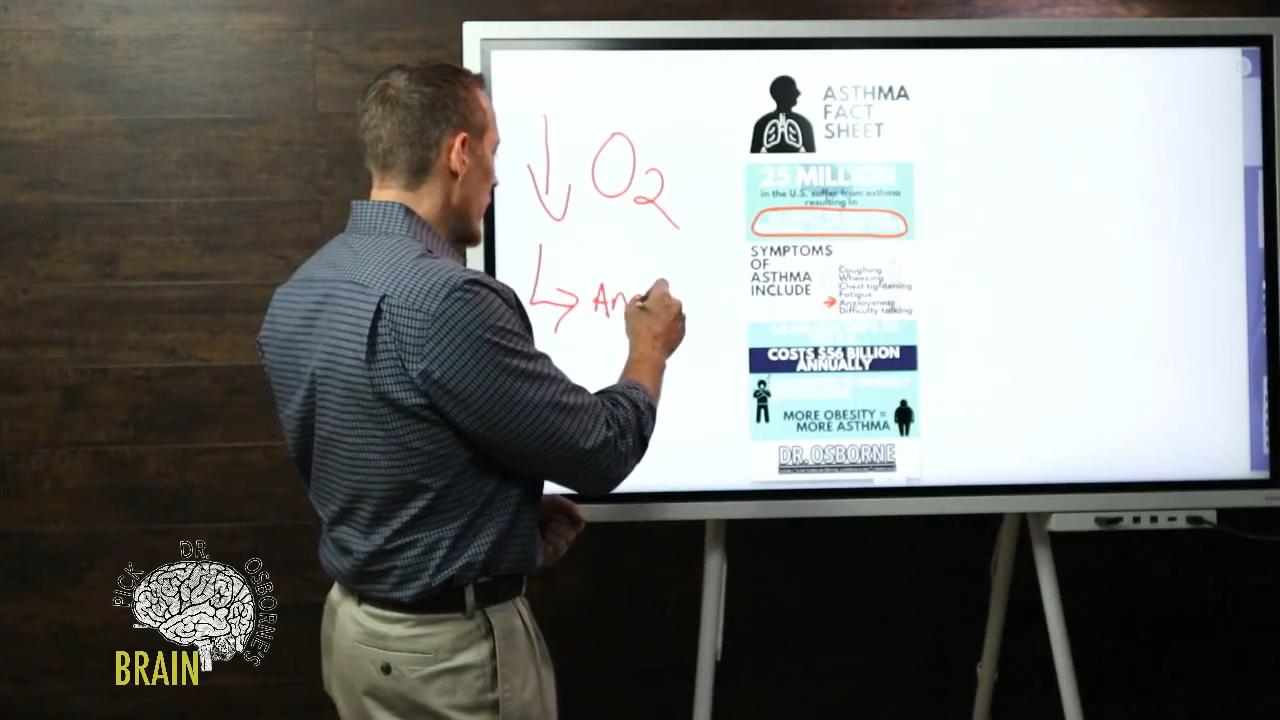 ↓ O2
↳ An
ASTHMA
FACT
SHEET
25 MILLION
in the U.S. suffer from asthma
resulting in
SYMPTOMS
OF
ASTHMA
INCLUDE
Coughing
Wheezing
Chest tightening
Fatigue
Anxiousness
Difficulty talking
COSTS $56 BILLION
ANNUALLY
MORE OBESITY =
MORE ASTHMA
DR. OSBORNE
PICK DR. OSBORNE'S
BRAIN